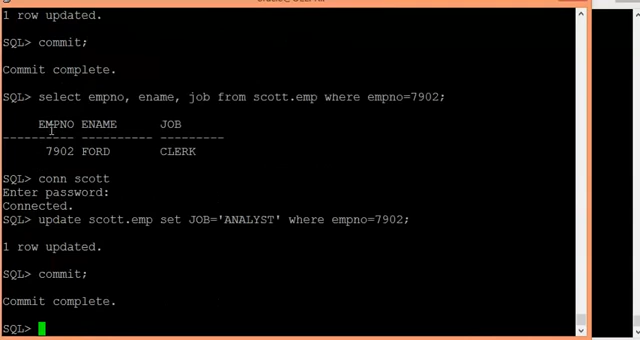 1 row updated.
SQL> commit;
Commit complete.
SQL> select empno, ename, job from scott.emp where empno=7902;
EMPNO ENAME JOB
---------- ---------- ---------
7902 FORD CLERK
SQL> conn scott
Enter password:
Connected.
SQL> update scott.emp set JOB='ANALYST' where empno=7902;
1 row updated.
SQL> commit;
Commit complete.
SQL>